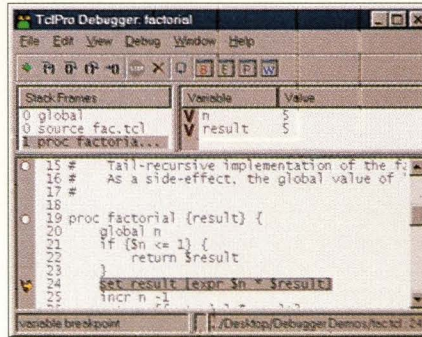 TclPro Debugger: factorial
File Edit View Debug Window Help
B E P W
Stack Frames Variable Value
0 global V n 5
0 source fac.tcl V result 5
1 proc factoria...
15 # Tail-recursive implementation of the
16 # As a side-effect, the global value of
17 #
18
19 proc factorial {result} {
20 global n
21 if {$n <= 1} {
22 return $result
23 }
24 set result [expr $n * $result]
25 incr n -1
variable breakpoint /Desktop/Debugger Demos/fac.tcl : 24